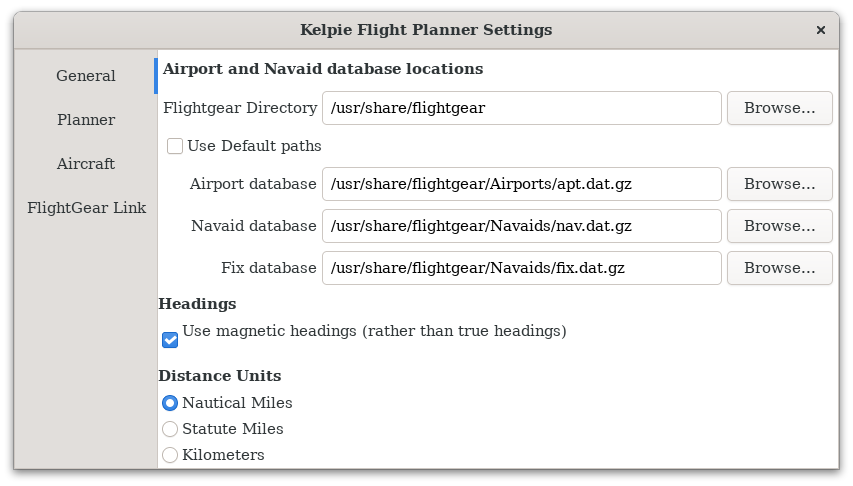 Kelpie Flight Planner Settings
General
Planner
Aircraft
FlightGear Link
Airport and Navaid database locations
Flightgear Directory /usr/share/flightgear Browse...
Use Default paths
Airport database /usr/share/flightgear/Airports/apt.dat.gz Browse...
Navaid database /usr/share/flightgear/Navaids/nav.dat.gz Browse...
Fix database /usr/share/flightgear/Navaids/fix.dat.gz Browse...
Headings
Use magnetic headings (rather than true headings)
Distance Units
Nautical Miles
Statute Miles
Kilometers